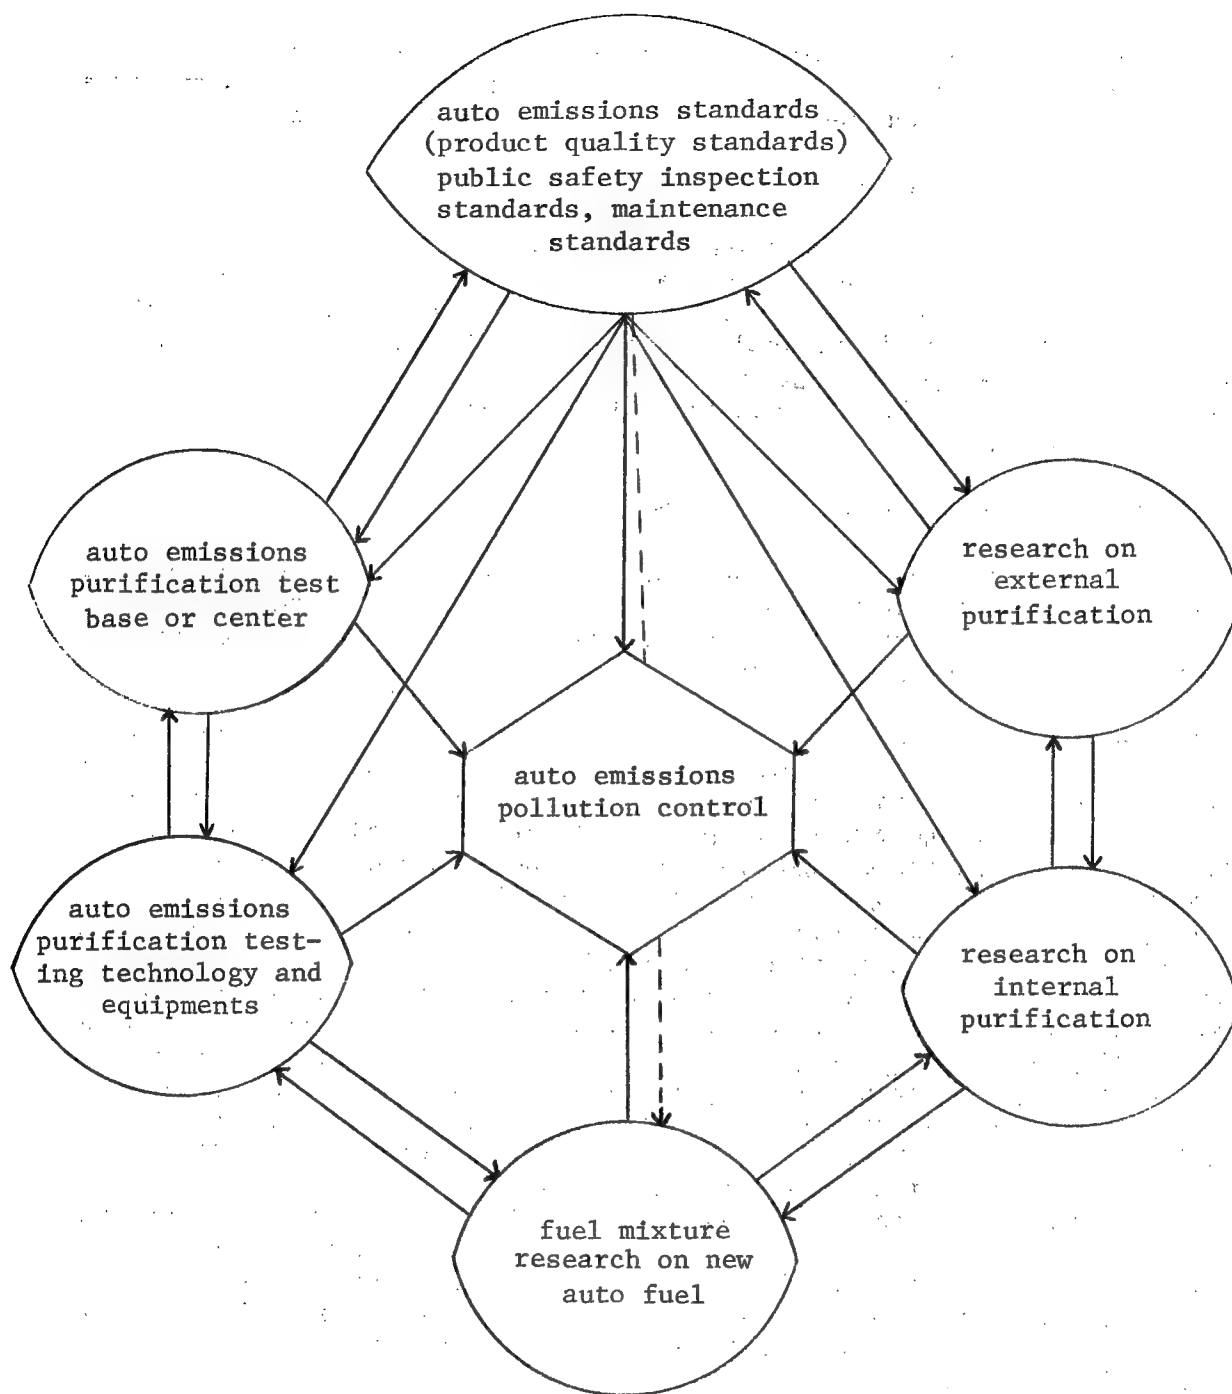 auto emissions standards
(product quality standards)
public safety inspection
standards, maintenance
standards
auto emissions
purification test
base or center
research on
external
purification
auto emissions
pollution control
auto emissions
purification test-
ing technology and
equipments
research on
internal
purification
fuel mixture
research on new
auto fuel